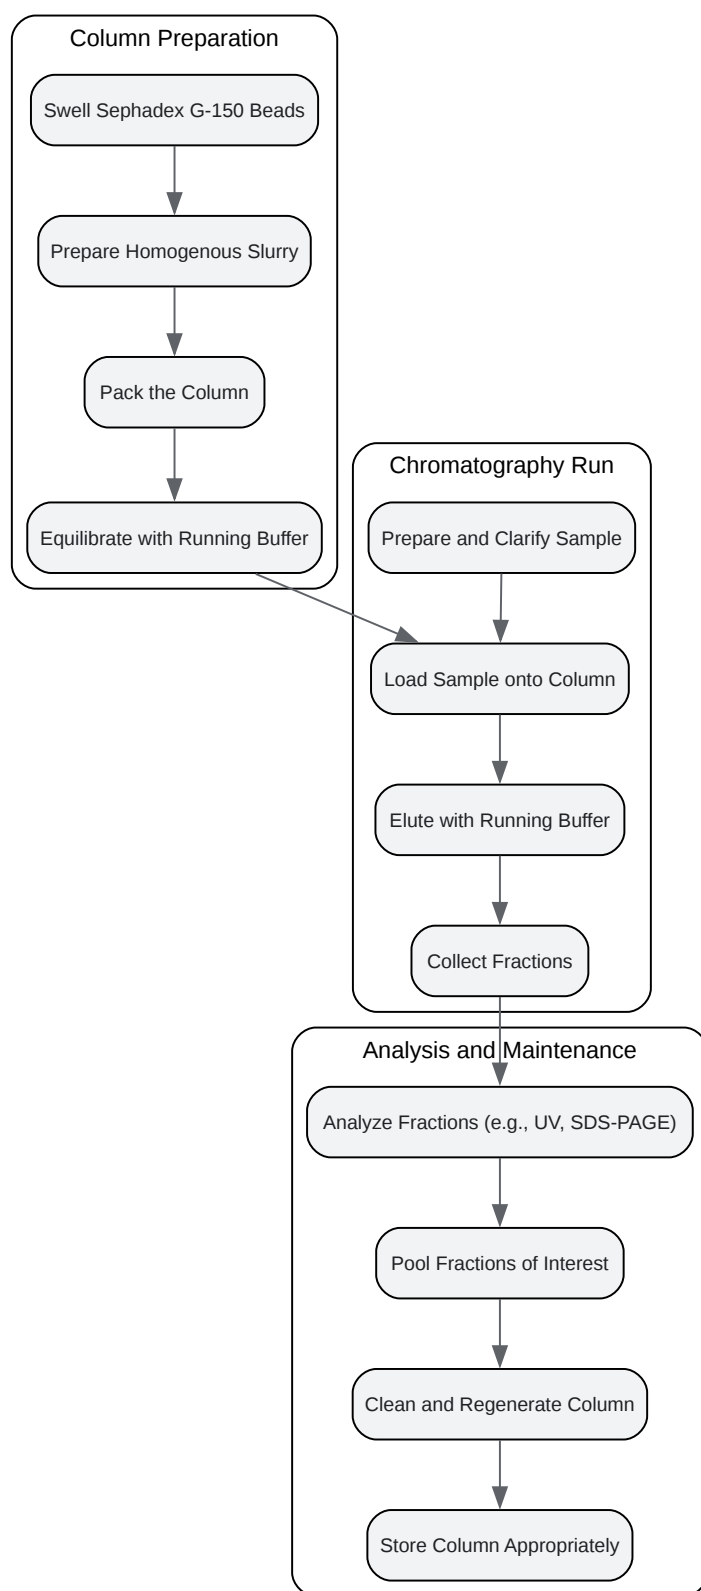 Column Preparation
Swell Sephadex G-150 Beads
Prepare Homogenous Slurry
Pack the Column
Equilibrate with Running Buffer
Chromatography Run
Prepare and Clarify Sample
Load Sample onto Column
Elute with Running Buffer
Collect Fractions
Analysis and Maintenance
Analyze Fractions (e.g., UV, SDS-PAGE)
Pool Fractions of Interest
Clean and Regenerate Column
Store Column Appropriately